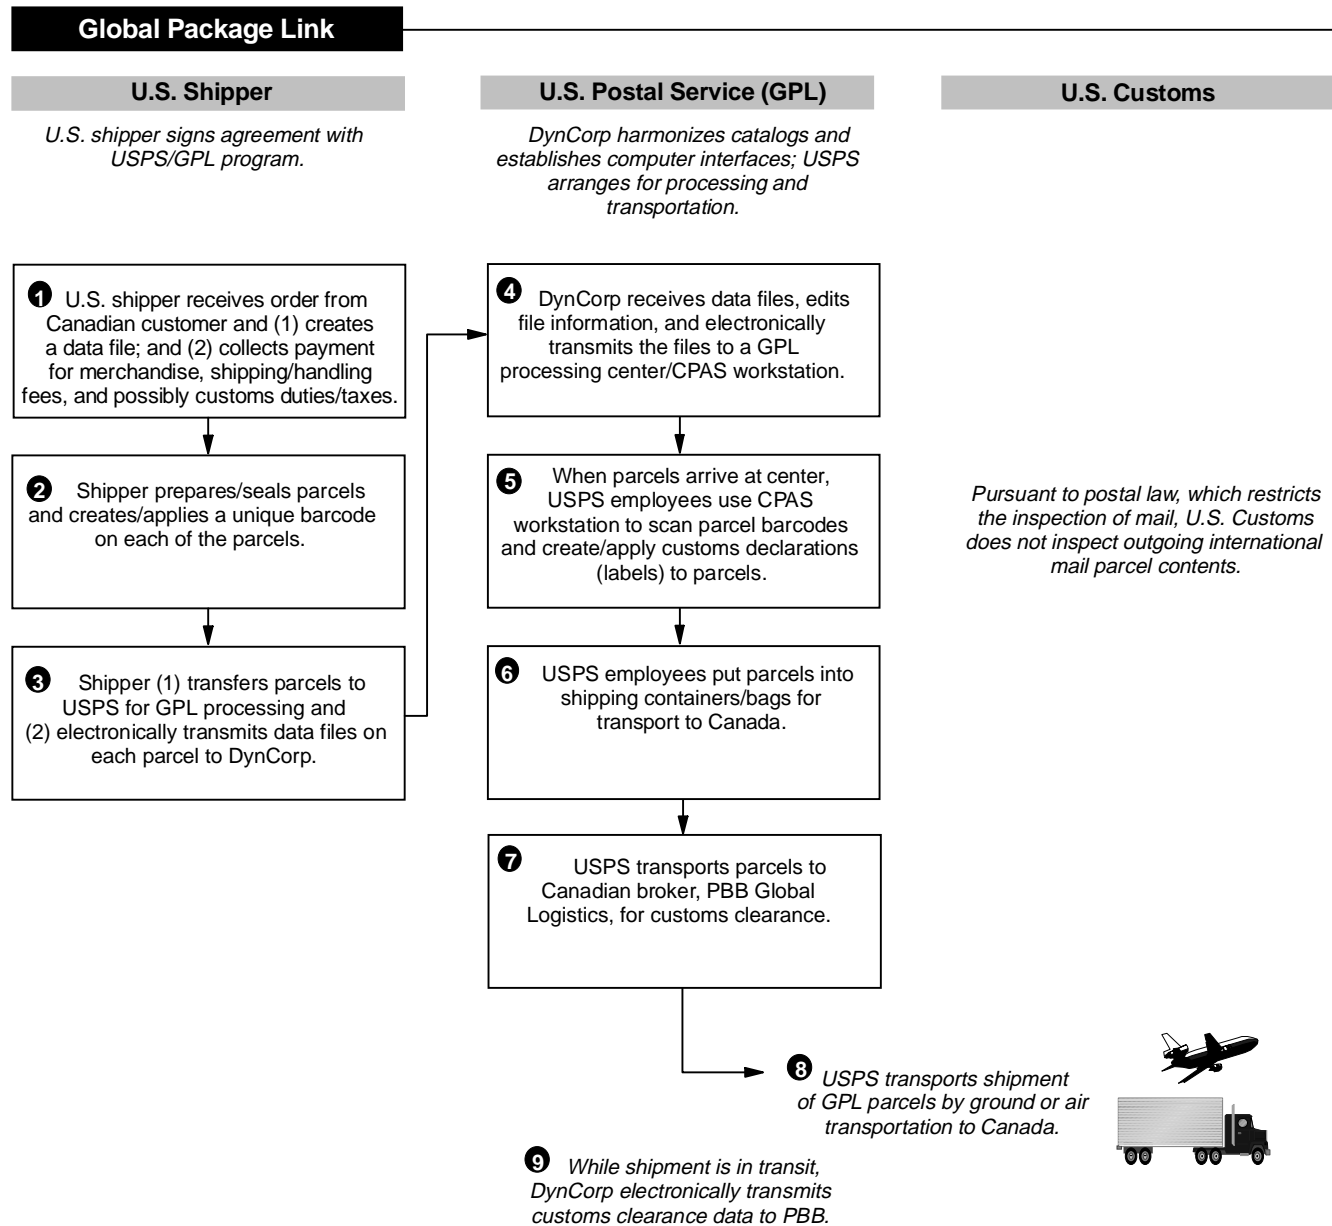 Global Package Link
U.S. Shipper
U.S. shipper signs agreement with
USPS/GPL program.
1 U.S. shipper receives order from
Canadian customer and (1) creates
a data file; and (2) collects payment
for merchandise, shipping/handling
fees, and possibly customs duties/taxes.
2 Shipper prepares/seals parcels
and creates/applies a unique barcode
on each of the parcels.
3 Shipper (1) transfers parcels to
USPS for GPL processing and
(2) electronically transmits data files on
each parcel to DynCorp.
U.S. Postal Service (GPL)
DynCorp harmonizes catalogs and
establishes computer interfaces; USPS
arranges for processing and
transportation.
4 DynCorp receives data files, edits
file information, and electronically
transmits the files to a GPL
processing center/CPAS workstation.
5 When parcels arrive at center,
USPS employees use CPAS
workstation to scan parcel barcodes
and create/apply customs declarations
(labels) to parcels.
6 USPS employees put parcels into
shipping containers/bags for
transport to Canada.
7 USPS transports parcels to
Canadian broker, PBB Global
Logistics, for customs clearance.
8 USPS transports shipment
of GPL parcels by ground or air
transportation to Canada.
9 While shipment is in transit,
DynCorp electronically transmits
customs clearance data to PBB.
U.S. Customs
Pursuant to postal law, which restricts
the inspection of mail, U.S. Customs
does not inspect outgoing international
mail parcel contents.